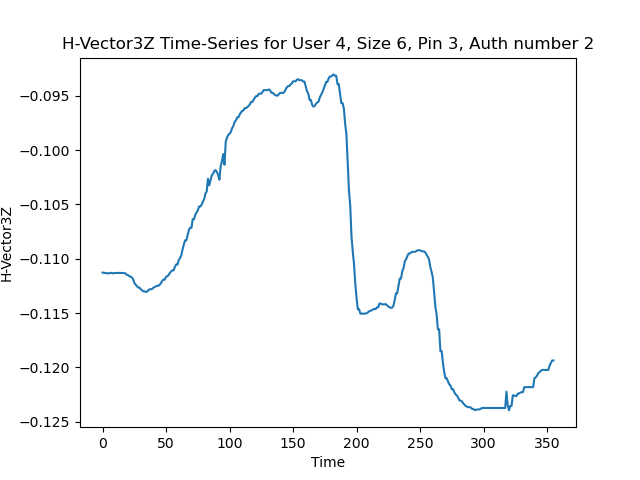 H-Vector3Z Time-Series for User 4, Size 6, Pin 3, Auth number 2
H-Vector3Z
−0.095
−0.100
−0.105
−0.110
−0.115
−0.120
−0.125
0 50 100 150 200 250 300 350
Time